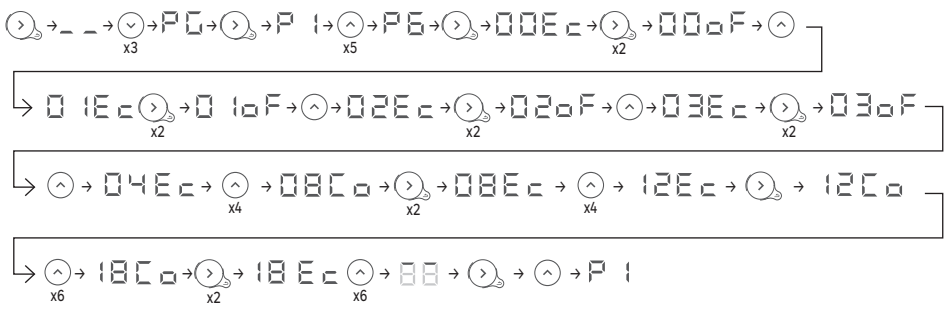 → _ _ → x3 → PG → → P 1 → x5 → P6 → → 00Ec → x2 → 00oF →
01Ec x2 → 01oF → → 02Ec → x2 → 02oF → → 03Ec → x2 → 03oF
→ 04Ec → x4 → 08Co → x2 → 08Ec → x4 → 12Ec → → 12Co
x6 → 18Co → x2 → 18Ec x6 → 88 → → → P 1